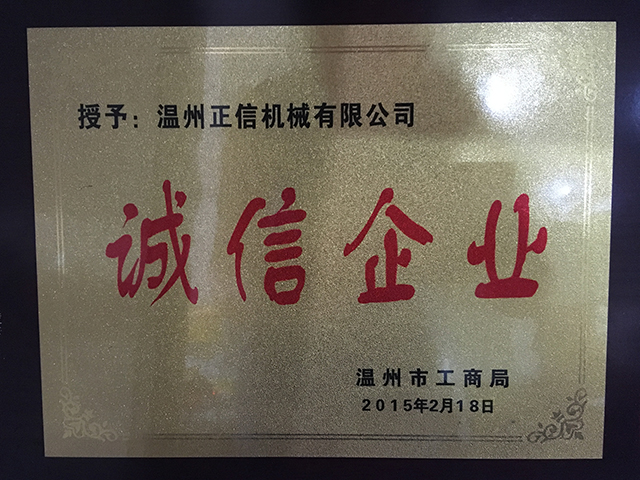 授予：温州正信机械有限公司
诚信企业
温州市工商局
2015年2月18日